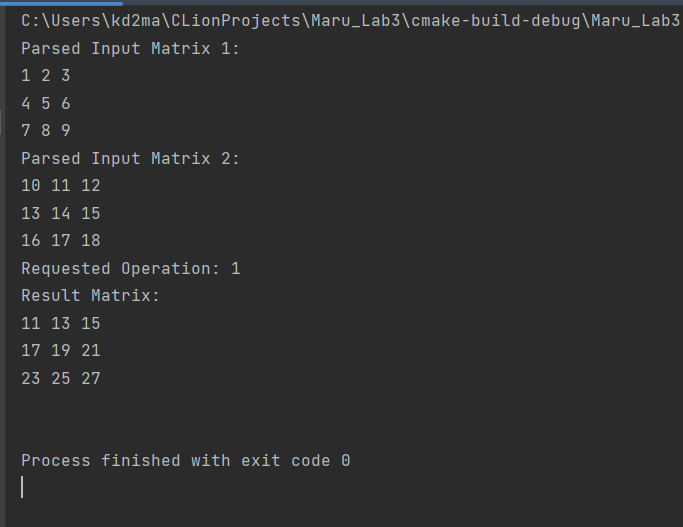 C:\Users\kd2ma\CLionProjects\Maru_Lab3\cmake-build-debug\Maru_Lab3
Parsed Input Matrix 1:
1 2 3
4 5 6
7 8 9
Parsed Input Matrix 2:
10 11 12
13 14 15
16 17 18
Requested Operation: 1
Result Matrix:
11 13 15
17 19 21
23 25 27
Process finished with exit code 0